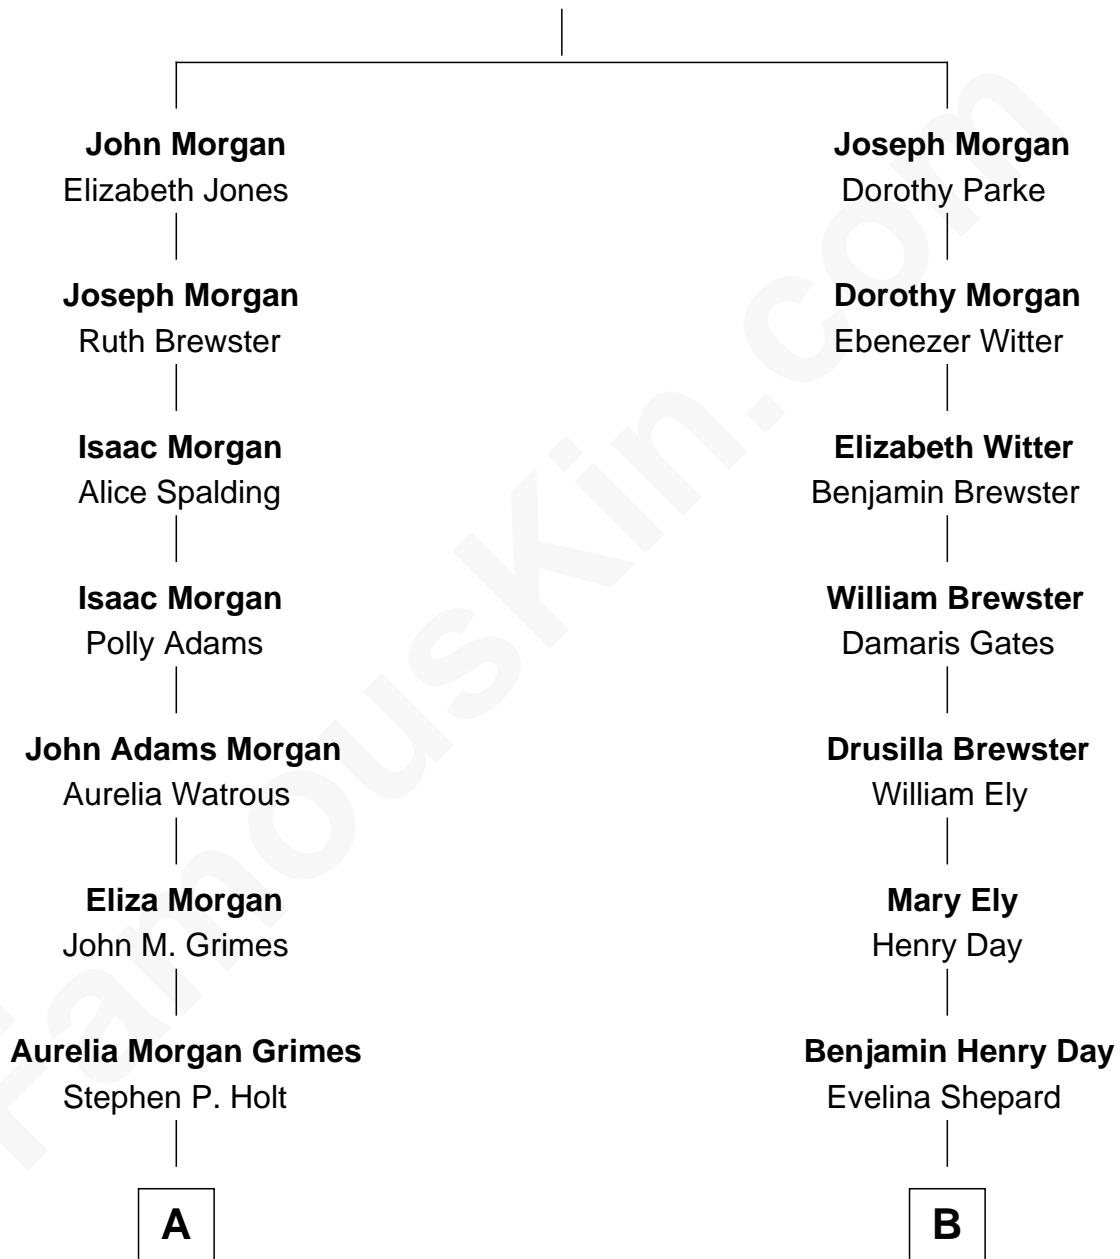 John Morgan
Elizabeth Jones
Joseph Morgan
Dorothy Parke
Joseph Morgan
Ruth Brewster
Dorothy Morgan
Ebenezer Witter
Isaac Morgan
Alice Spalding
Elizabeth Witter
Benjamin Brewster
Isaac Morgan
Polly Adams
William Brewster
Damaris Gates
John Adams Morgan
Aurelia Watrous
Drusilla Brewster
William Ely
Eliza Morgan
John M. Grimes
Mary Ely
Henry Day
Aurelia Morgan Grimes
Stephen P. Holt
Benjamin Henry Day
Evelina Shepard
A
B
FamousKin.com